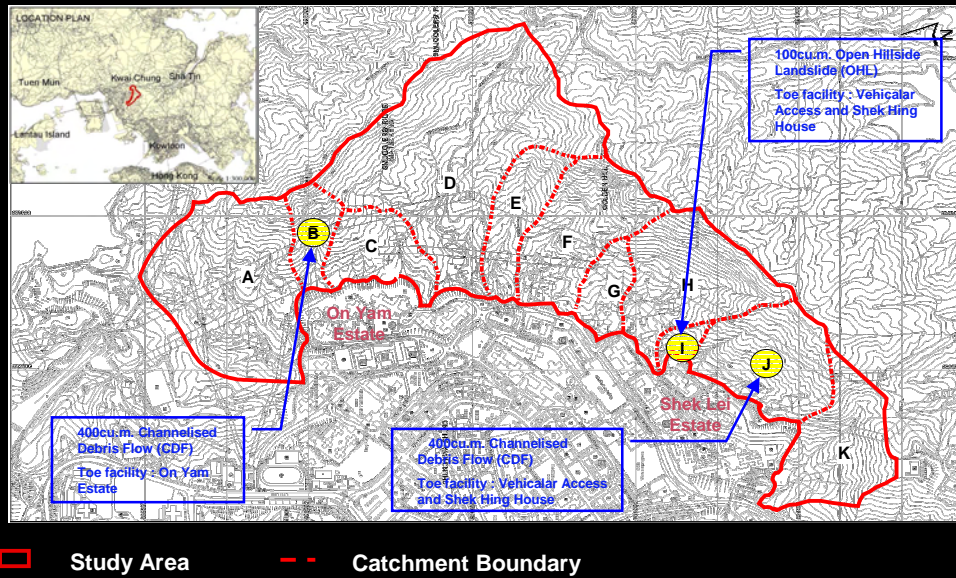 LOCATION PLAN
Tuen Mun
Kwai Chung
Sha Tin
Lantau Island
Kowloon
Hong Kong
100cu.m. Open Hillside
Landslide (OHL)
Toe facility : Vehicalar
Access and Shek Hing
House
N
GOLDEN HILL
D
E
B
C
F
A
G
H
On Yam
Estate
I
J
Shek Lei
Estate
K
400cu.m. Channelised
Debris Flow (CDF)
Toe facility : On Yam
Estate
400cu.m. Channelised
Debris Flow (CDF)
Toe facility : Vehicalar Access
and Shek Hing House
Study Area
Catchment Boundary